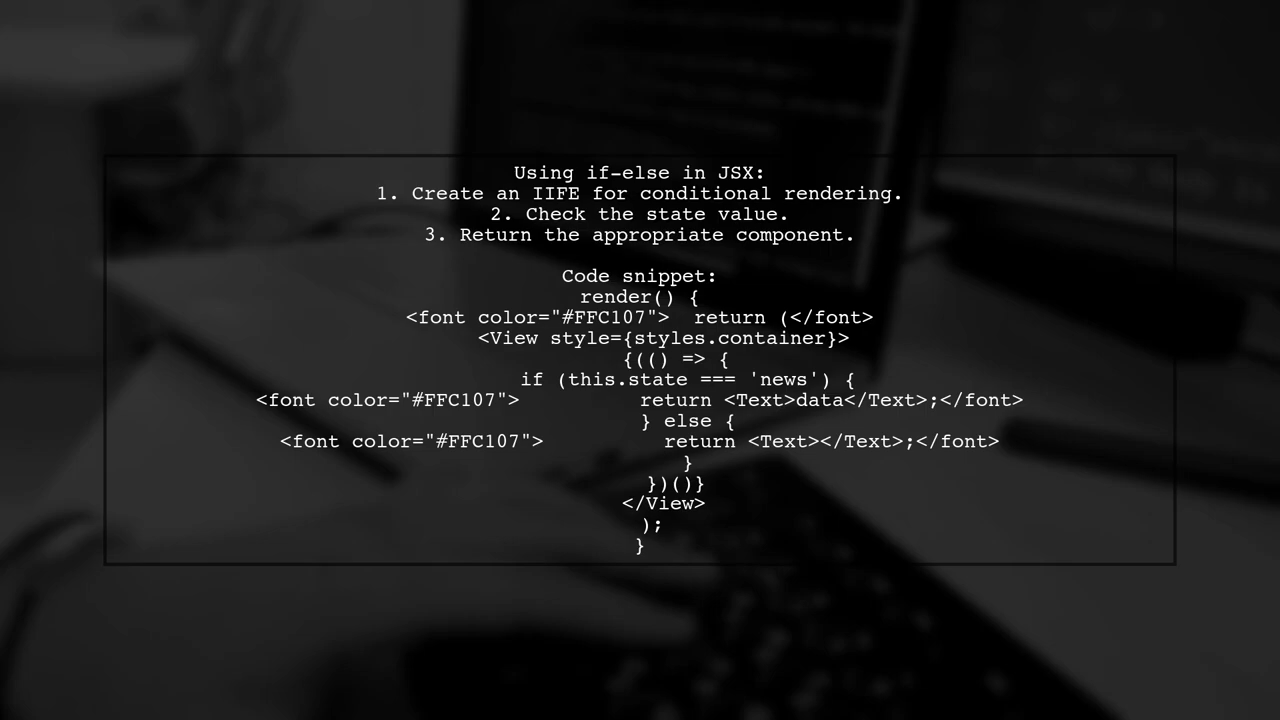 Using if-else in JSX:
1. Create an IIFE for conditional rendering.
2. Check the state value.
3. Return the appropriate component.
Code snippet:
render() {
<font color="#FFC107">  return (</font>
<View style={styles.container}>
{(() => {
if (this.state === 'news') {
<font color="#FFC107">          return <Text>data</Text>;</font>
} else {
<font color="#FFC107">          return <Text></Text>;</font>
}
})()}
</View>
);
}